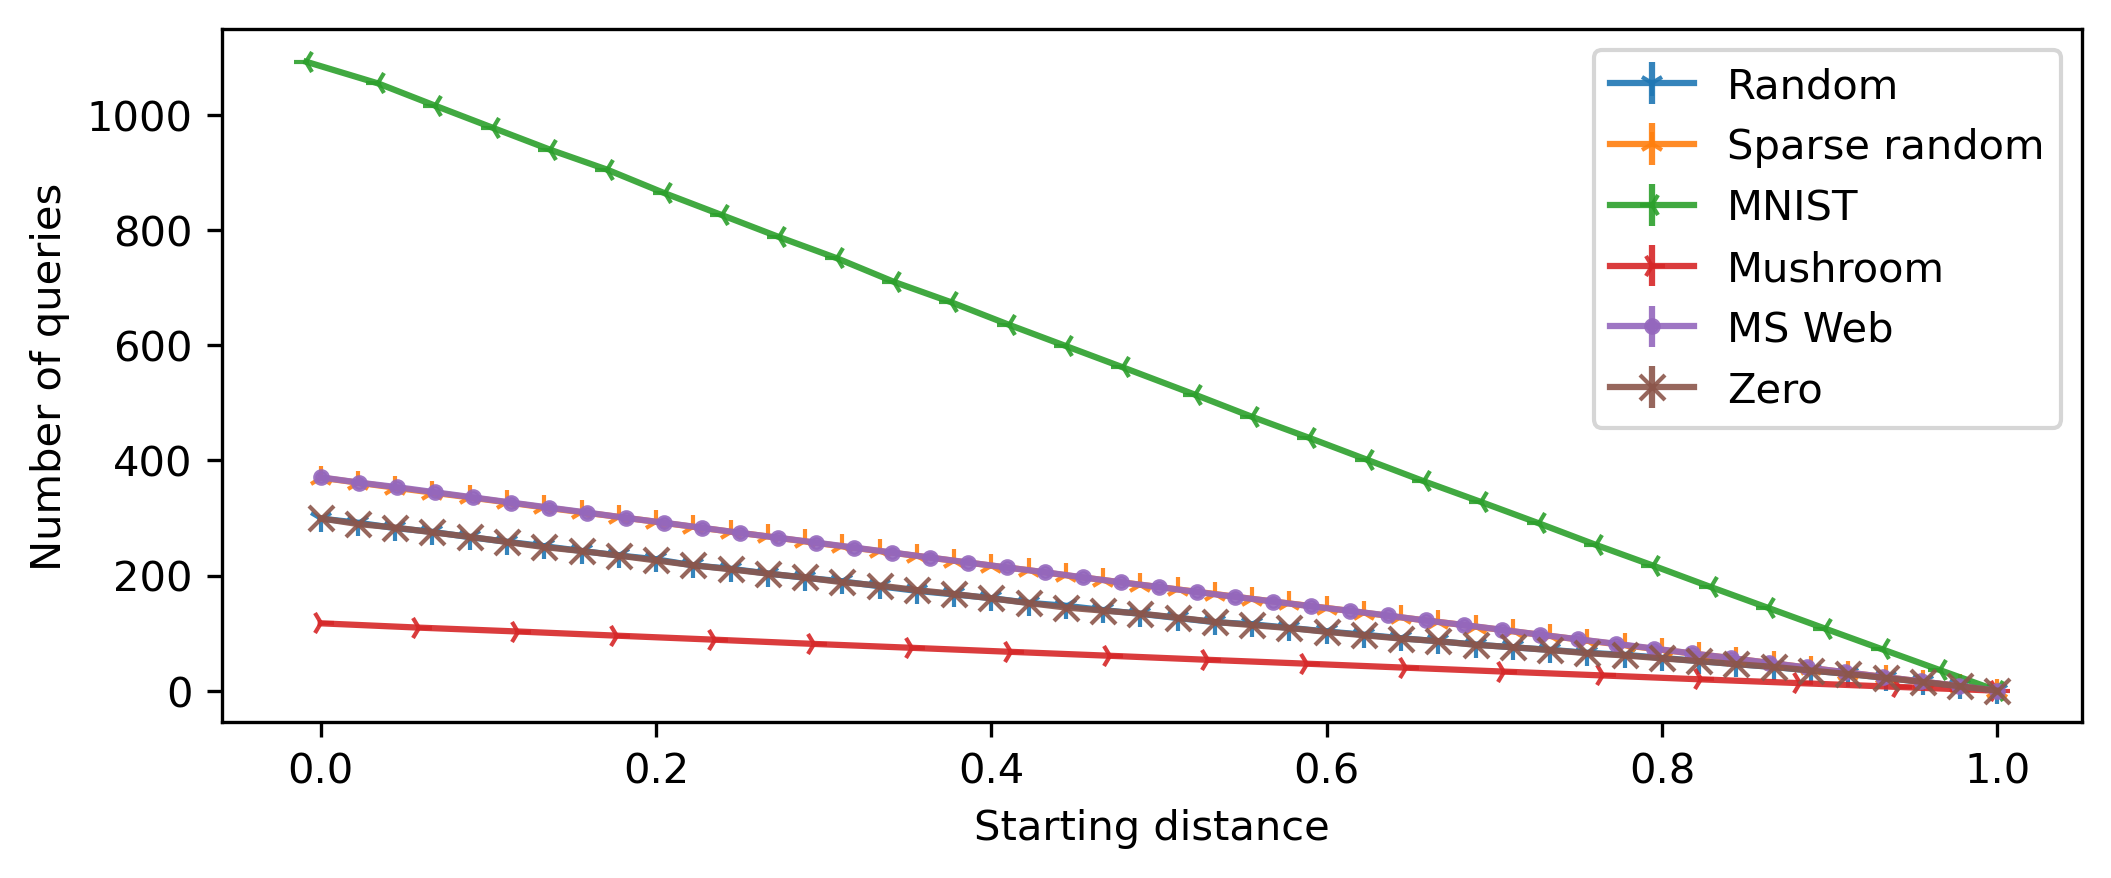 Number of queries
1000
800
600
400
200
0
0.0 0.2 0.4 0.6 0.8 1.0
Starting distance
Random
Sparse random
MNIST
Mushroom
MS Web
Zero